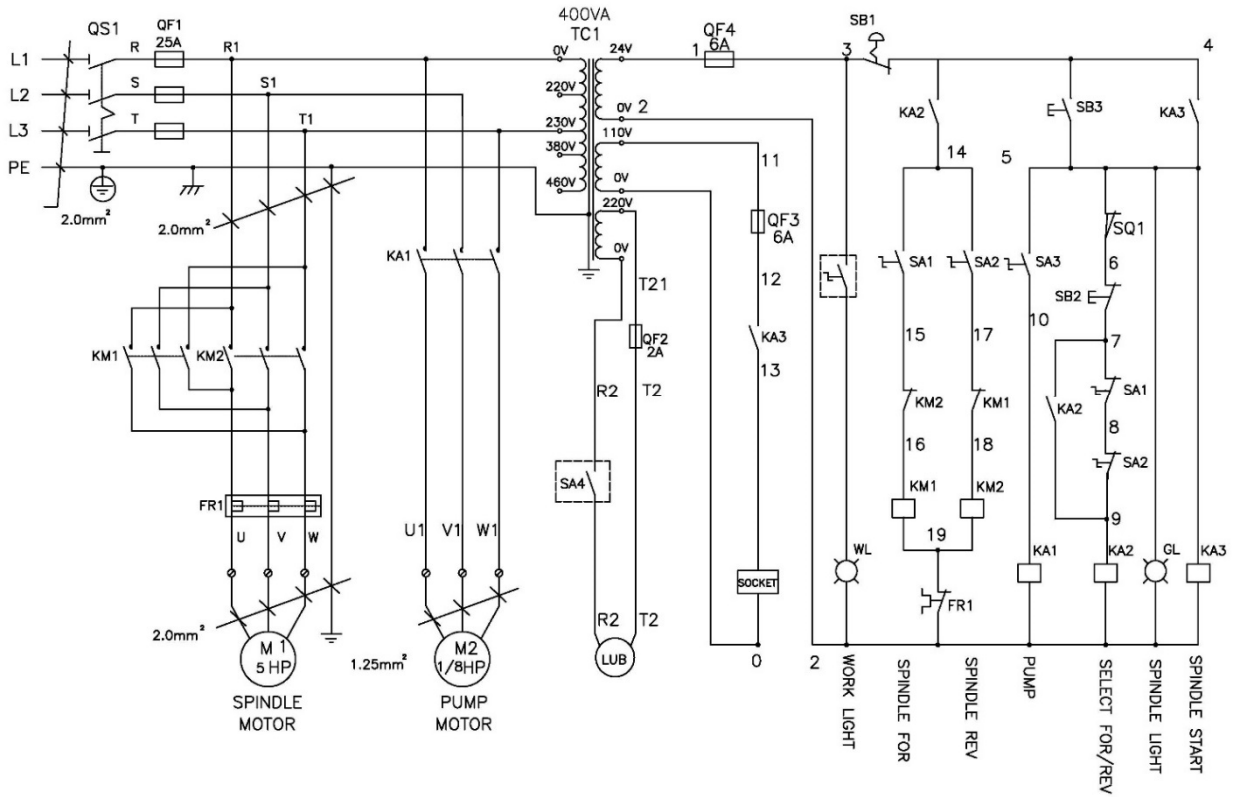 400VA
TC1
QS1
QF1
25A
QF4
6A
SB1
L1
R
R1
0V
24V
1
3
4
L2
S
S1
220V
0V
2
KA2
SB3
KA3
L3
T
T1
230V
110V
PE
380V
14
5
11
460V
0V
2.0mm²
2.0mm²
220V
QF3
6A
SQ1
KA1
0V
SA1
SA2
SA3
6
T21
12
SB2
15
17
10
QF2
2A
KA3
7
KM1
KM2
13
R2
T2
KM2
KM1
KA2
SA1
16
18
8
SA4
SA2
FR1
KM1
KM2
9
U
V
W
U1
V1
W1
19
WL
KA1
KA2
GL
KA3
SOCKET
FR1
2.0mm²
R2
T2
M 1
5 HP
1.25mm²
M2
1/8HP
LUB
0
2
SPINDLE
MOTOR
PUMP
MOTOR
WORK LIGHT
SPINDLE FOR
SPINDLE REV
PUMP
SELECT FOR/REV
SPINDLE LIGHT
SPINDLE START